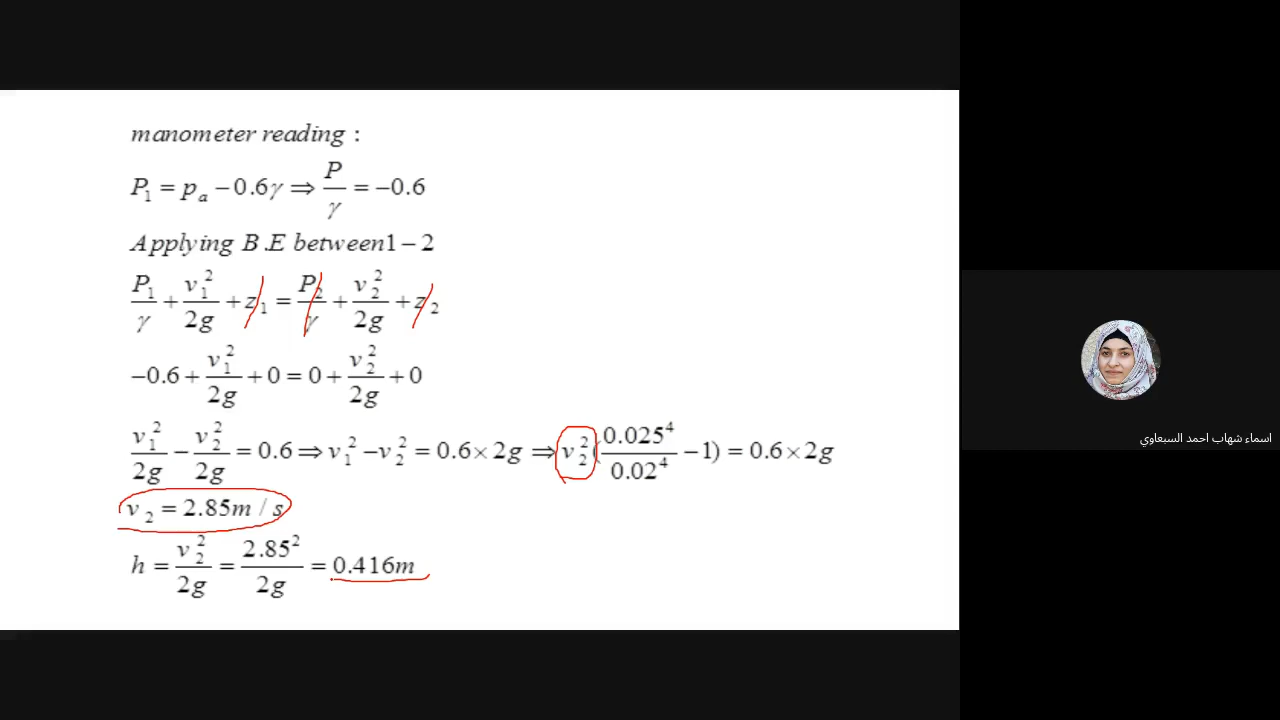 manometer reading :
P₁ = pₐ − 0.6γ ⇒ P/γ = −0.6
Applying B.E between1 − 2
P₁/γ + v₁²/2g + z₁ = P₂/γ + v₂²/2g + z₂
−0.6 + v₁²/2g + 0 = 0 + v₂²/2g + 0
v₁²/2g − v₂²/2g = 0.6 ⇒ v₁² − v₂² = 0.6 × 2g ⇒ v₂²(0.025⁴/0.02⁴ − 1) = 0.6 × 2g
v₂ = 2.85m / s
h = v₂²/2g = 2.85²/2g = 0.416m
اسماء شهاب احمد السبعاوي